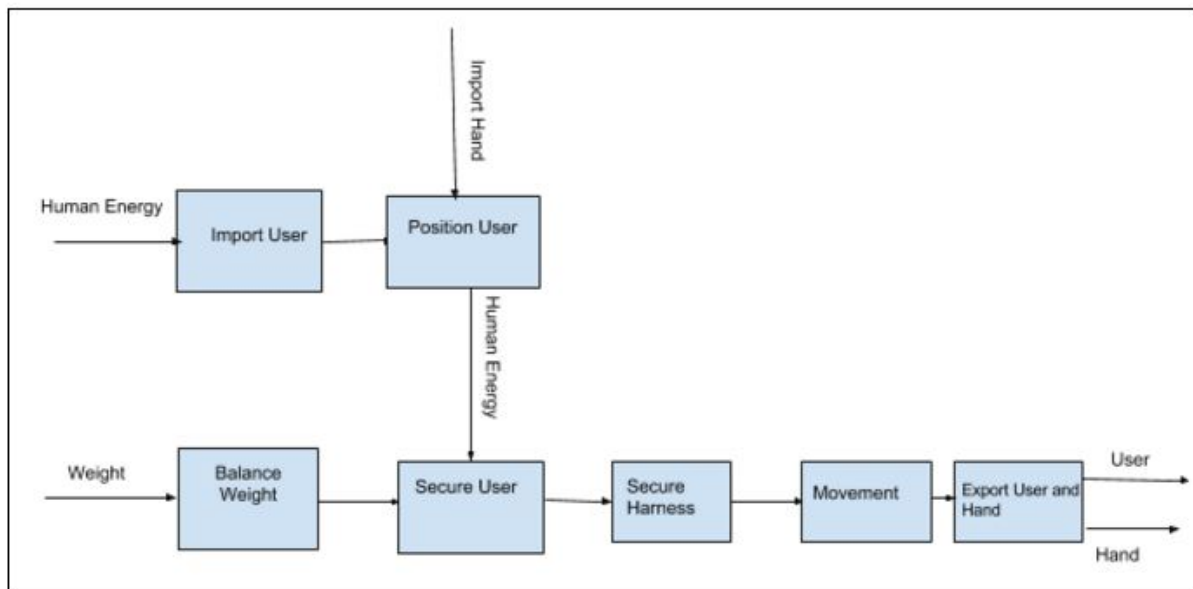 Import Hand
Human Energy
Import User
Position User
Human Energy
Weight
Balance
Weight
Secure User
Secure
Harness
Movement
Export User and
Hand
User
Hand